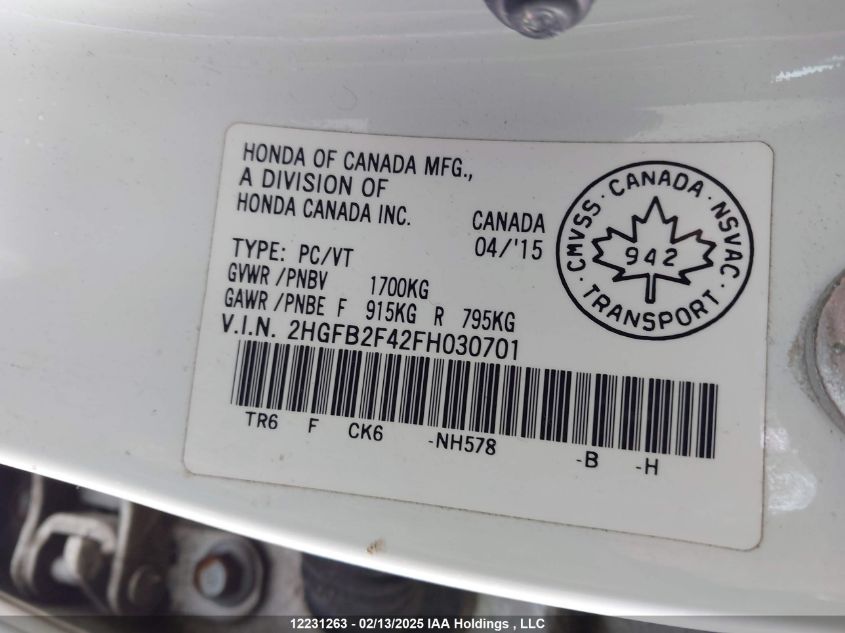 HONDA OF CANADA MFG.,
A DIVISION OF
HONDA CANADA INC.
CANADA
04/'15
TYPE: PC/VT
GVWR /PNBV 1700KG
GAWR /PNBE F 915KG R 795KG
V.I.N. 2HGFB2F42FH030701
TR6 F CK6 -NH578 -B -H
CMVSS · CANADA · NSVAC · TRANSPORT ·
942
12231263 - 02/13/2025 IAA Holdings , LLC